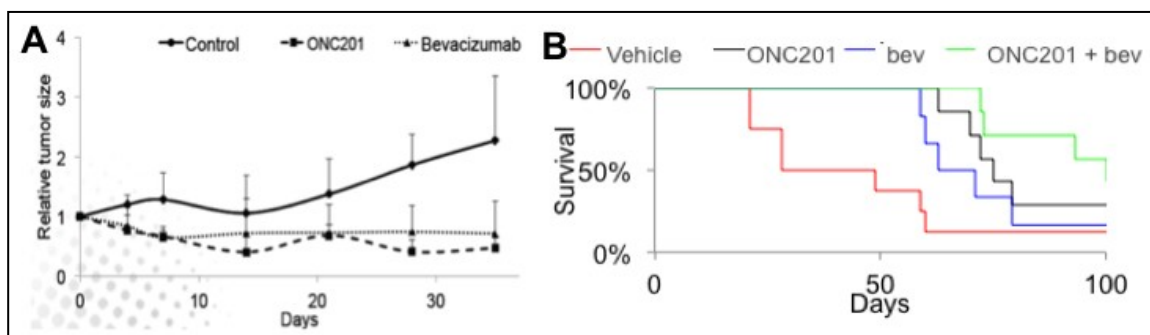 A
Control ONC201 Bevacizumab
4
3
2
1
0
Relative tumor size
0 10 20 30
Days
B
Vehicle ONC201 bev ONC201 + bev
100%
50%
0%
Survival
0 50 100
Days